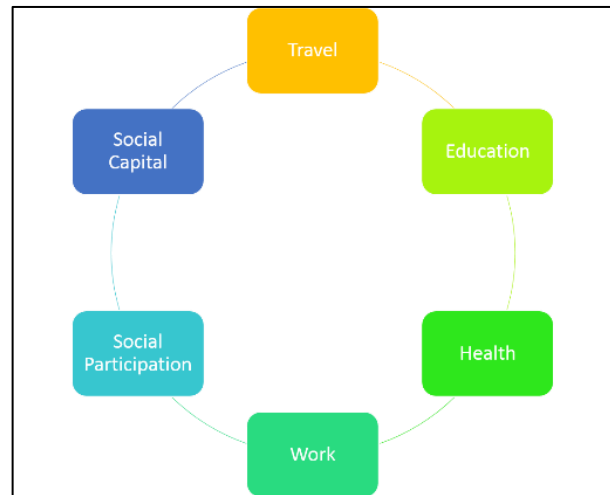 Travel
Education
Health
Work
Social
Participation
Social
Capital